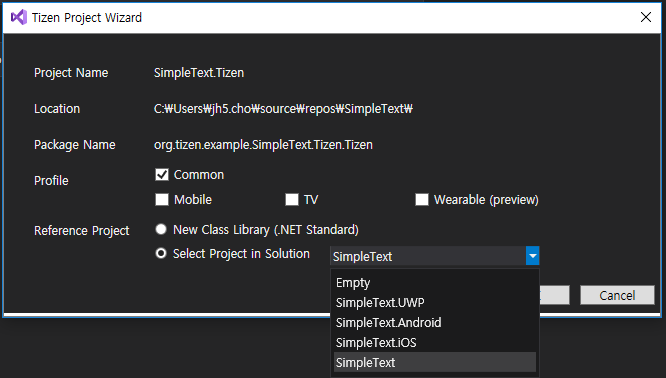 Tizen Project Wizard
Project Name SimpleText.Tizen
Location C:₩Users₩jh5.cho₩source₩repos₩SimpleText₩
Package Name org.tizen.example.SimpleText.Tizen.Tizen
Profile Common
Mobile TV Wearable (preview)
Reference Project New Class Library (.NET Standard)
Select Project in Solution SimpleText
Empty
Cancel
SimpleText.UWP
SimpleText.Android
SimpleText.iOS
SimpleText